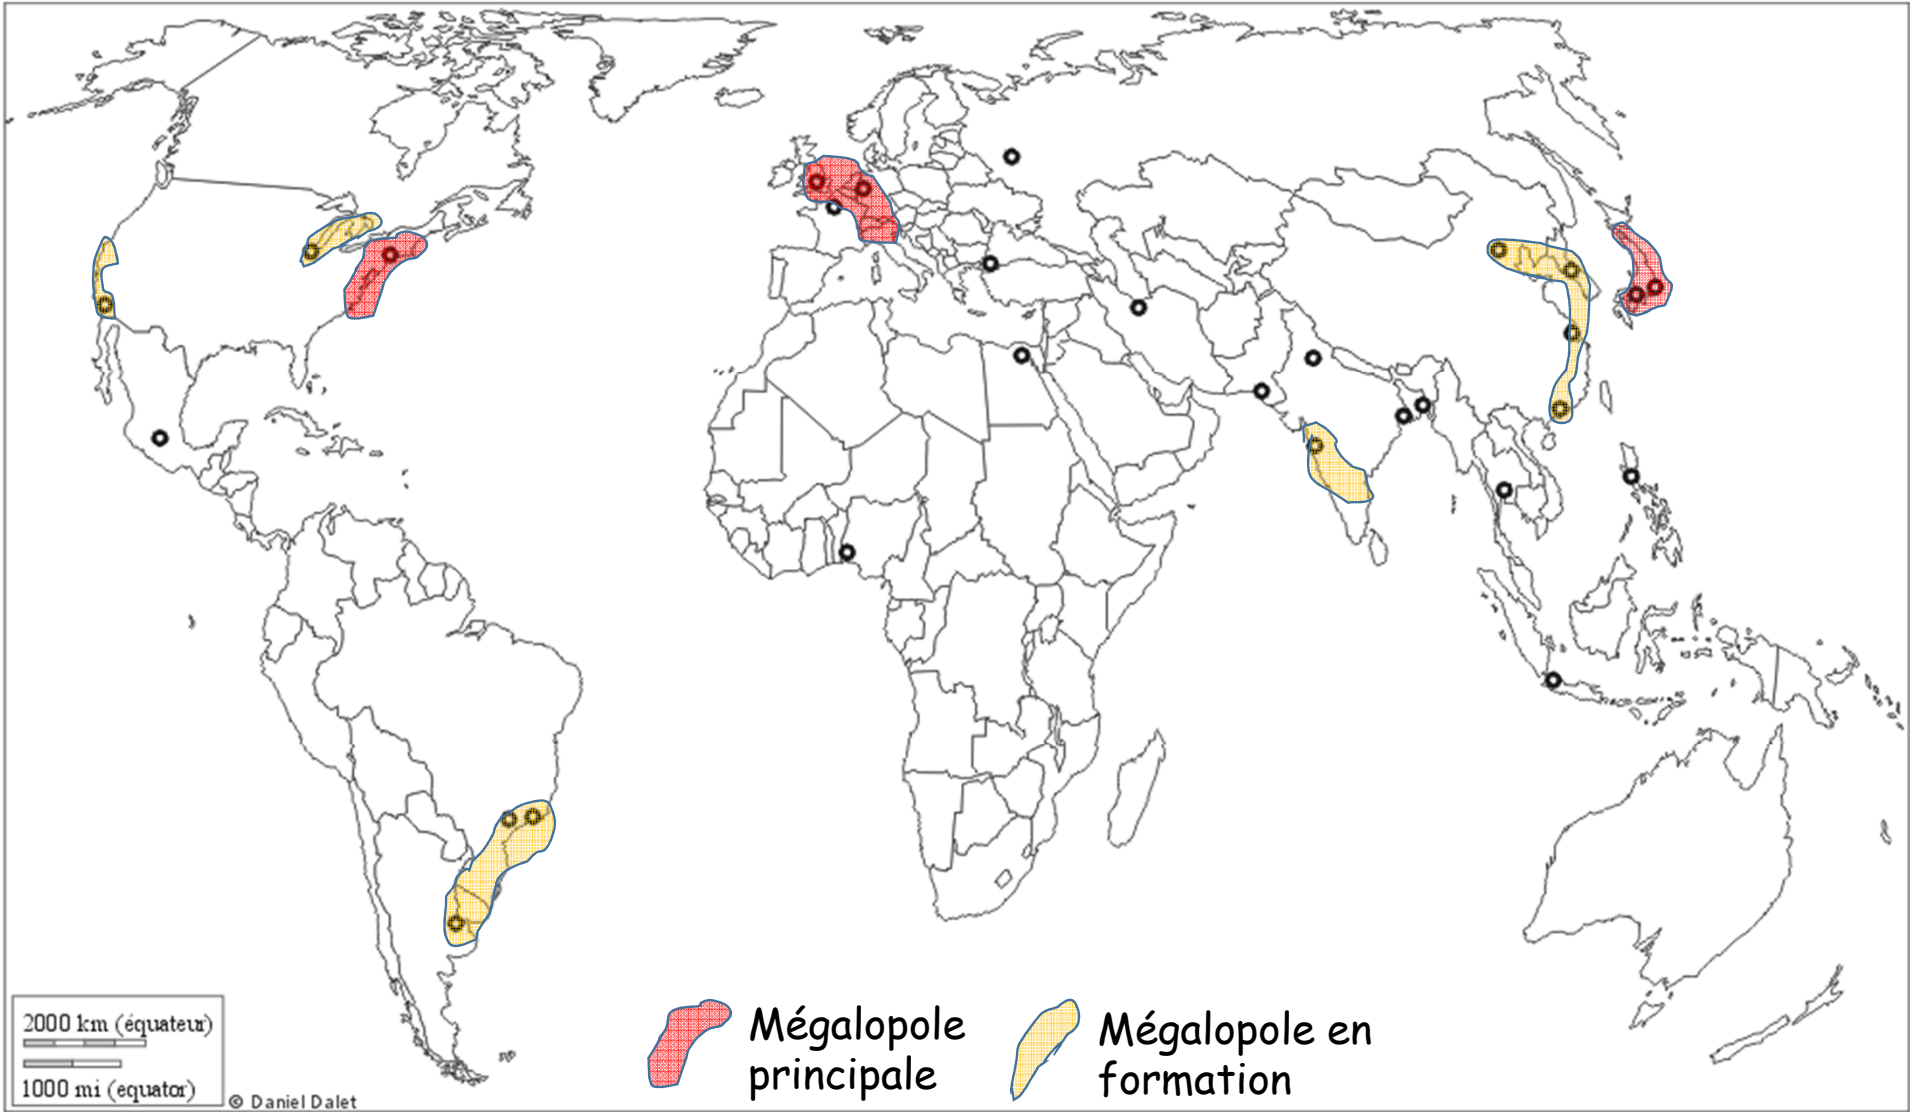 Mégalopole
principale
Mégalopole en
formation
2000 km (équateur)
1000 mi (equator)
© Daniel Dalet